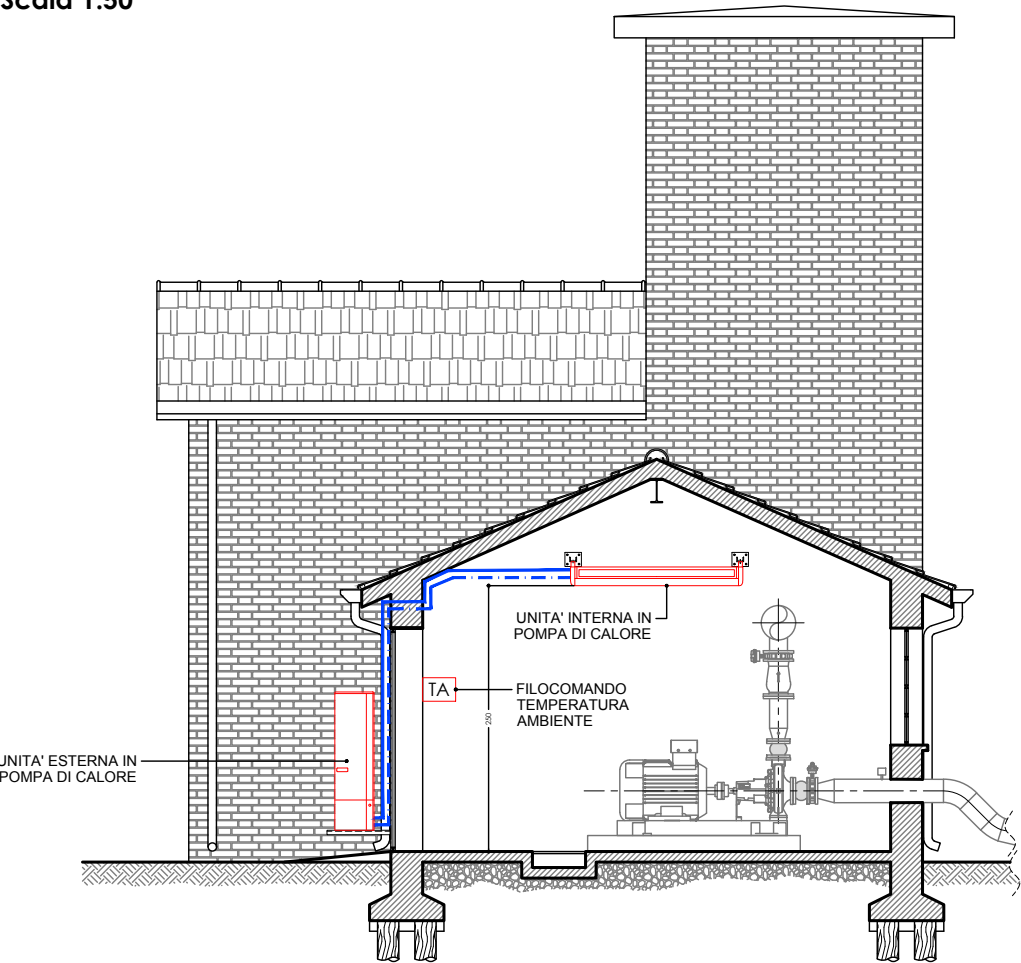 Scala 1:50
UNITA' INTERNA IN
POMPA DI CALORE
TA
FILOCOMANDO
TEMPERATURA
AMBIENTE
250
UNITA' ESTERNA IN
POMPA DI CALORE